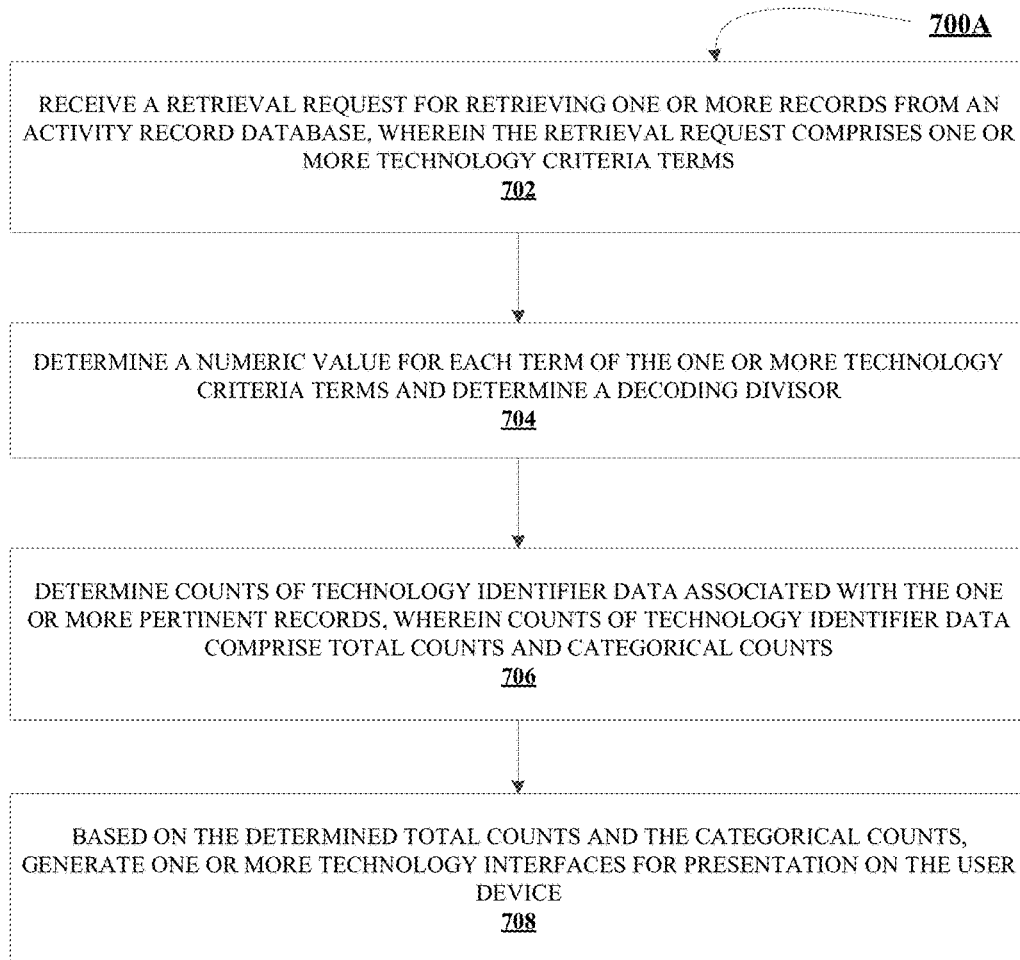 700A
RECEIVE A RETRIEVAL REQUEST FOR RETRIEVING ONE OR MORE RECORDS FROM AN
ACTIVITY RECORD DATABASE, WHEREIN THE RETRIEVAL REQUEST COMPRISES ONE OR
MORE TECHNOLOGY CRITERIA TERMS
702
DETERMINE A NUMERIC VALUE FOR EACH TERM OF THE ONE OR MORE TECHNOLOGY
CRITERIA TERMS AND DETERMINE A DECODING DIVISOR
704
DETERMINE COUNTS OF TECHNOLOGY IDENTIFIER DATA ASSOCIATED WITH THE ONE
OR MORE PERTINENT RECORDS, WHEREIN COUNTS OF TECHNOLOGY IDENTIFIER DATA
COMPRISE TOTAL COUNTS AND CATEGORICAL COUNTS
706
BASED ON THE DETERMINED TOTAL COUNTS AND THE CATEGORICAL COUNTS,
GENERATE ONE OR MORE TECHNOLOGY INTERFACES FOR PRESENTATION ON THE USER
DEVICE
708